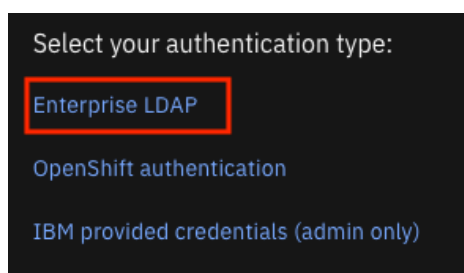 Select your authentication type:
Enterprise LDAP
OpenShift authentication
IBM provided credentials (admin only)